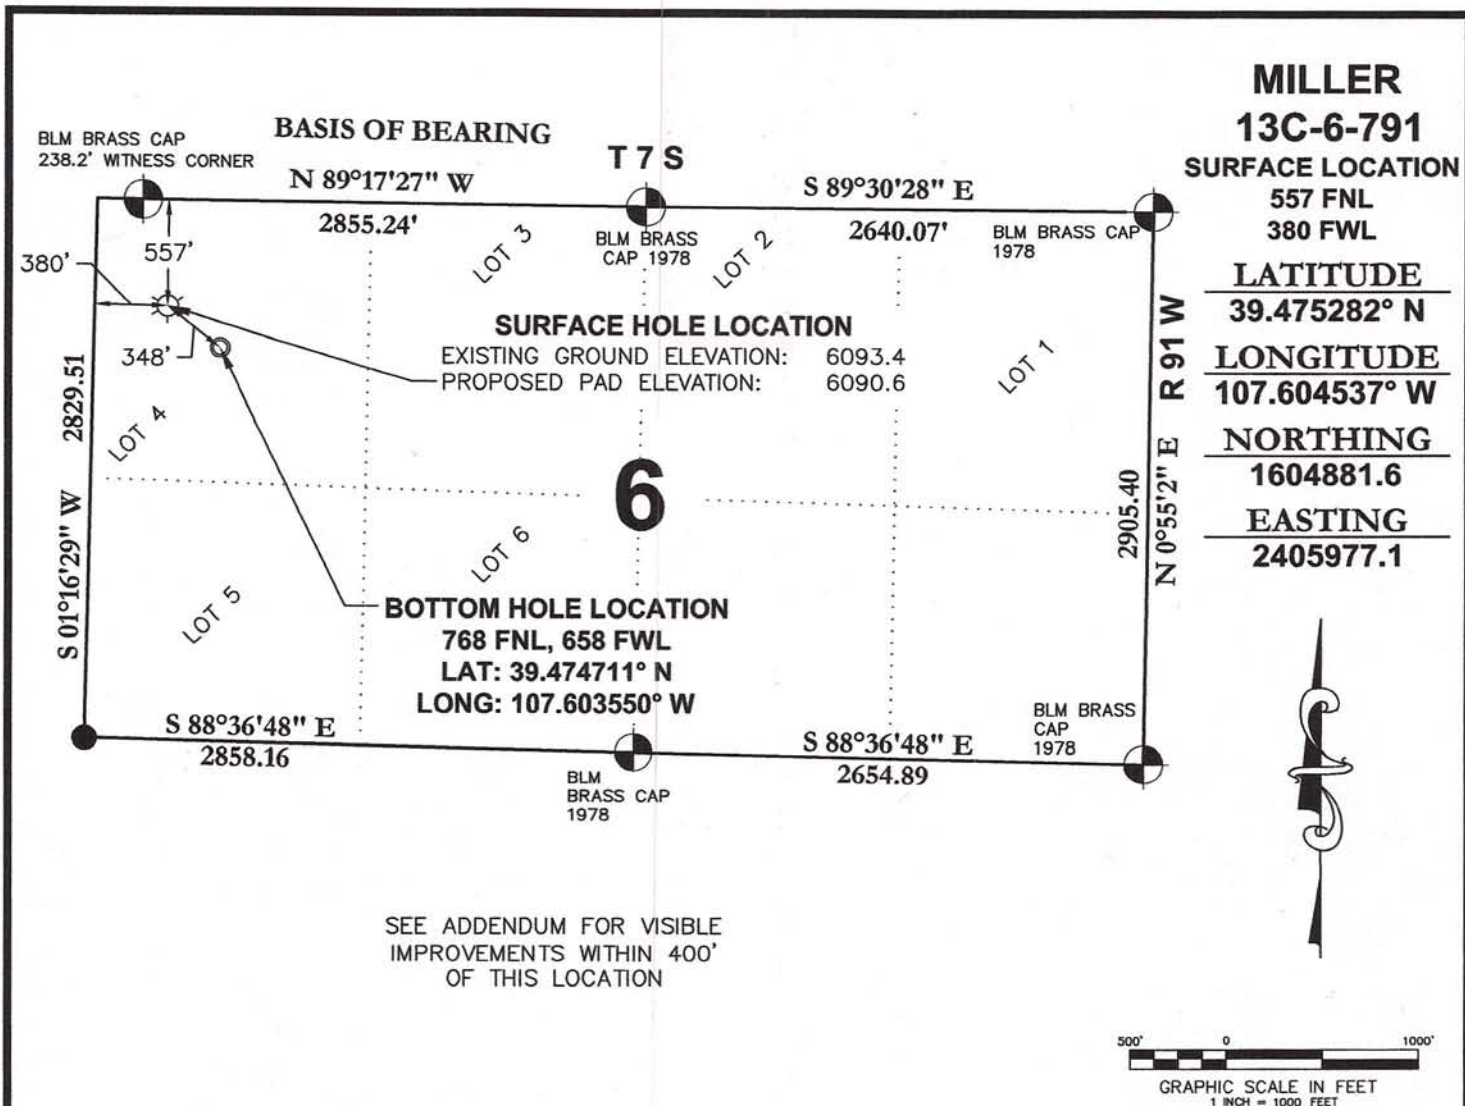 MILLER
13C-6-791
SURFACE LOCATION
557 FNL
380 FWL
LATITUDE
39.475282° N
LONGITUDE
107.604537° W
NORTHING
1604881.6
EASTING
2405977.1
BLM BRASS CAP
238.2' WITNESS CORNER
BASIS OF BEARING
N 89°17'27" W
2855.24'
T 7 S
S 89°30'28" E
2640.07'
BLM BRASS
CAP 1978
BLM BRASS CAP
1978
557'
380'
348'
LOT 3
LOT 2
LOT 1
SURFACE HOLE LOCATION
EXISTING GROUND ELEVATION: 6093.4
PROPOSED PAD ELEVATION: 6090.6
R 91 W
2829.51
S 01°16'29" W
LOT 4
6
2905.40
N 0°55'2" E
LOT 5
LOT 6
BOTTOM HOLE LOCATION
768 FNL, 658 FWL
LAT: 39.474711° N
LONG: 107.603550° W
S 88°36'48" E
2858.16
BLM
BRASS CAP
1978
S 88°36'48" E
2654.89
BLM BRASS
CAP
1978
SEE ADDENDUM FOR VISIBLE
IMPROVEMENTS WITHIN 400'
OF THIS LOCATION
500' 0 1000'
GRAPHIC SCALE IN FEET
1 INCH = 1000 FEET